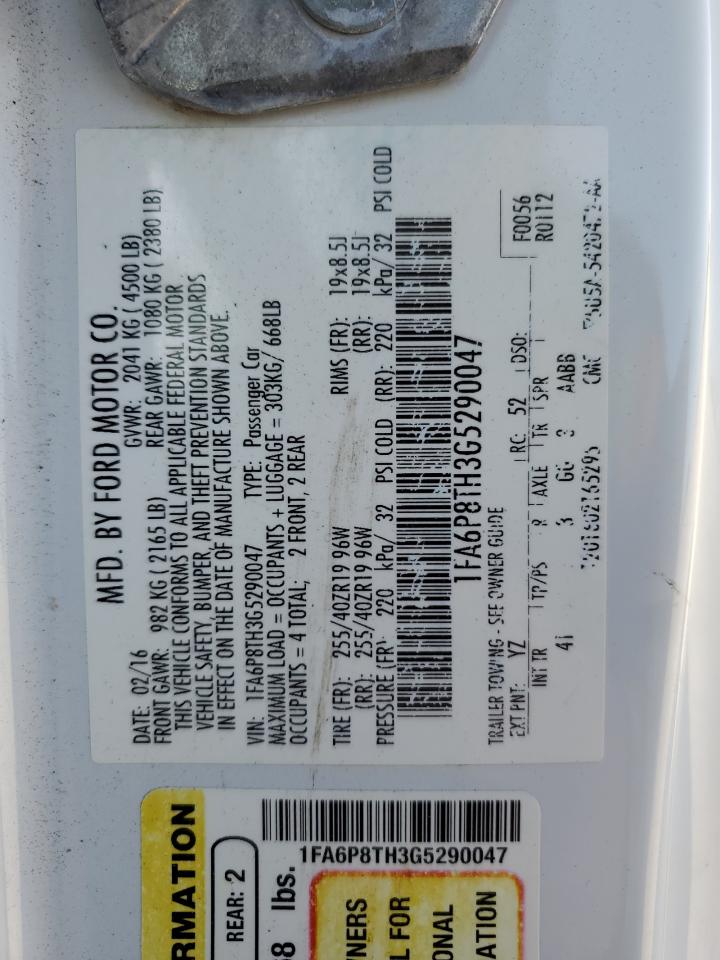 MFD. BY FORD MOTOR CO.
DATE: 02/16 GVWR: 2041 KG ( 4500 LB)
FRONT GAWR: 982 KG ( 2165 LB) REAR GAWR: 1080 KG ( 2380 LB)
THIS VEHICLE CONFORMS TO ALL APPLICABLE FEDERAL MOTOR
VEHICLE SAFETY, BUMPER, AND THEFT PREVENTION STANDARDS
IN EFFECT ON THE DATE OF MANUFACTURE SHOWN ABOVE.
VIN: 1FA6P8TH3G5290047 TYPE: Passenger Car
MAXIMUM LOAD = OCCUPANTS + LUGGAGE = 303KG/ 668LB
OCCUPANTS = 4 TOTAL; 2 FRONT, 2 REAR
TIRE (FR): 255/40ZR19 96W RIMS (FR): 19x8.5J
(RR): 255/40ZR19 96W (RR): 19x8.5J
PRESSURE (FR) 220 kPa/ 32 PSI COLD (RR): 220 kPa/ 32 PSI COLD
1FA6P8TH3G5290047
TRAILER TOWING - SEE OWNER GUIDE F0056
EXT PNT: YZ RC: 52 DSO: R0112
INT TR TP/PS R AXLE TR SPR
4I 3 AABB
CMC
1FA6P8TH3G5290047
RMATION
REAR: 2
lbs.
WNERS
L FOR
ONAL
ATION